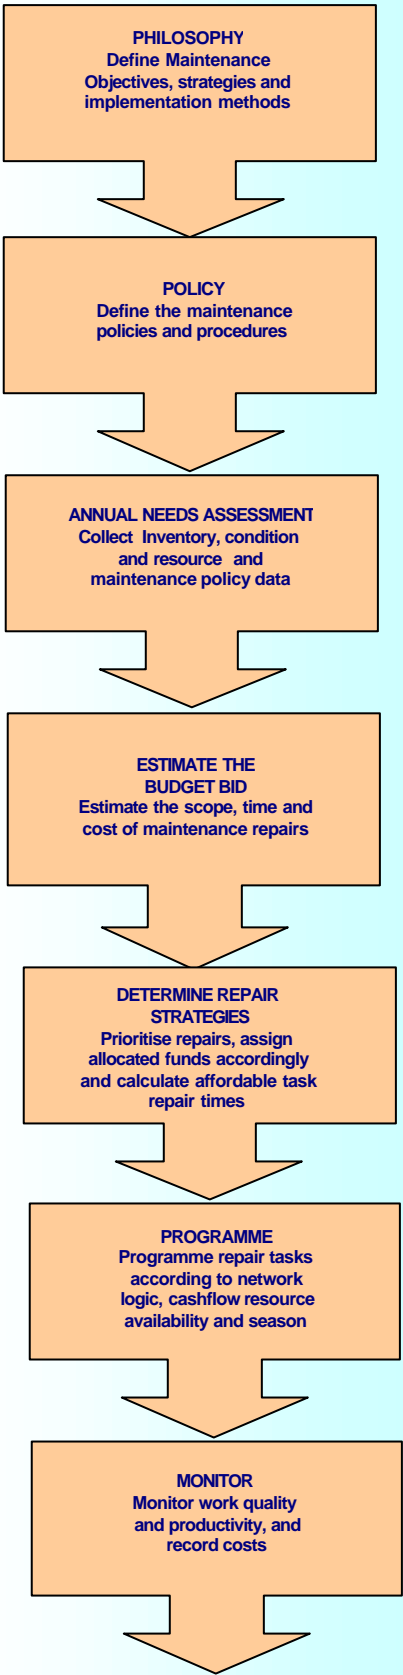 PHILOSOPHY
Define Maintenance
Objectives, strategies and
implementation methods
POLICY
Define the maintenance
policies and procedures
ANNUAL NEEDS ASSESSMENT
Collect Inventory, condition
and resource and
maintenance policy data
ESTIMATE THE
BUDGET BID
Estimate the scope, time and
cost of maintenance repairs
DETERMINE REPAIR
STRATEGIES
Prioritise repairs, assign
allocated funds accordingly
and calculate affordable task
repair times
PROGRAMME
Programme repair tasks
according to network
logic, cashflow resource
availability and season
MONITOR
Monitor work quality
and productivity, and
record costs